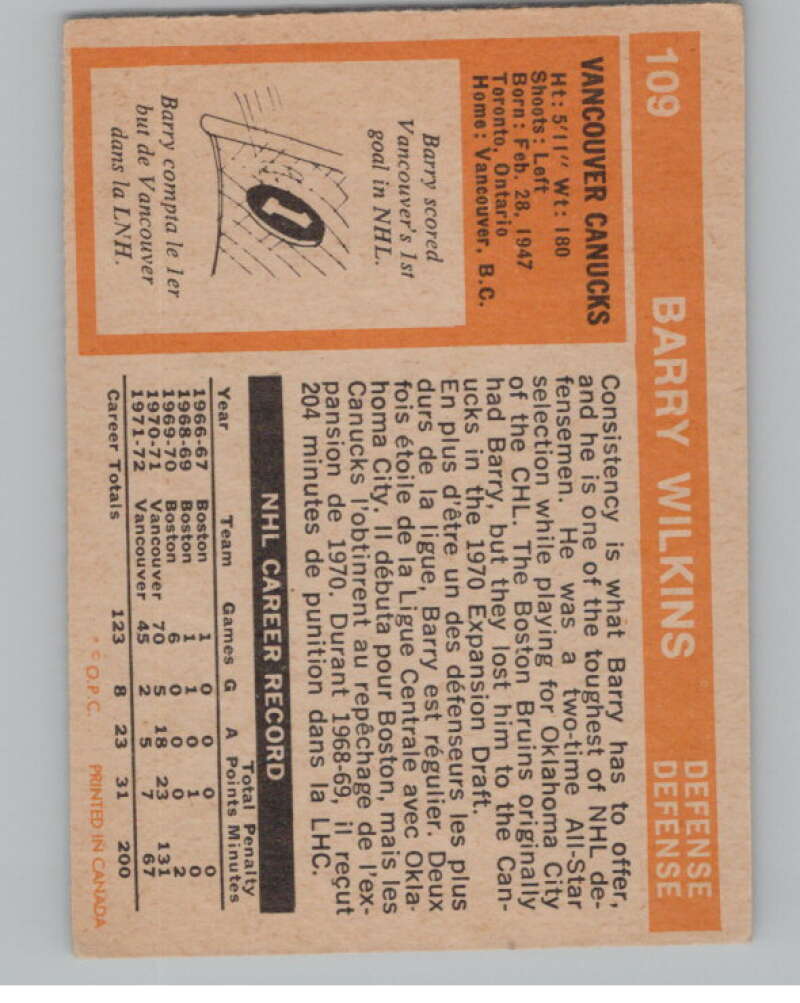 109 BARRY WILKINS DEFENSE
DEFENSE
VANCOUVER CANUCKS
Ht: 5'11" Wt: 180
Shoots: Left
Born: Feb. 28, 1947
Toronto, Ontario
Home: Vancouver, B.C.
Barry scored
Vancouver's 1st
goal in NHL.
1
Barry compta le 1er
but de Vancouver
dans la LNH.
Consistency is what Barry has to offer,
and he is one of the toughest of NHL de-
fensemen. He was a two-time All-Star
selection while playing for Oklahoma City
of the CHL. The Boston Bruins originally
had Barry, but they lost him to the Can-
ucks in the 1970 Expansion Draft.
En plus d'être un des défenseurs les plus
durs de la ligue, Barry est régulier. Deux
fois étoile de la Ligue Centrale avec Okla-
homa City. Il débuta pour Boston, mais les
Canucks l'obtinrent au repêchage de l'ex-
pansion de 1970. Durant 1968-69, il reçut
204 minutes de punition dans la LHC.
NHL CAREER RECORD
Total Penalty
Year Team Games G A Points Minutes
1966-67 Boston 1 0 0 0 0
1968-69 Boston 1 1 0 1 0
1969-70 Boston 6 0 0 0 2
1970-71 Vancouver 70 5 18 23 131
1971-72 Vancouver 45 2 5 7 67
Career Totals 123 8 23 31 200
* © O.P.C. PRINTED IN CANADA